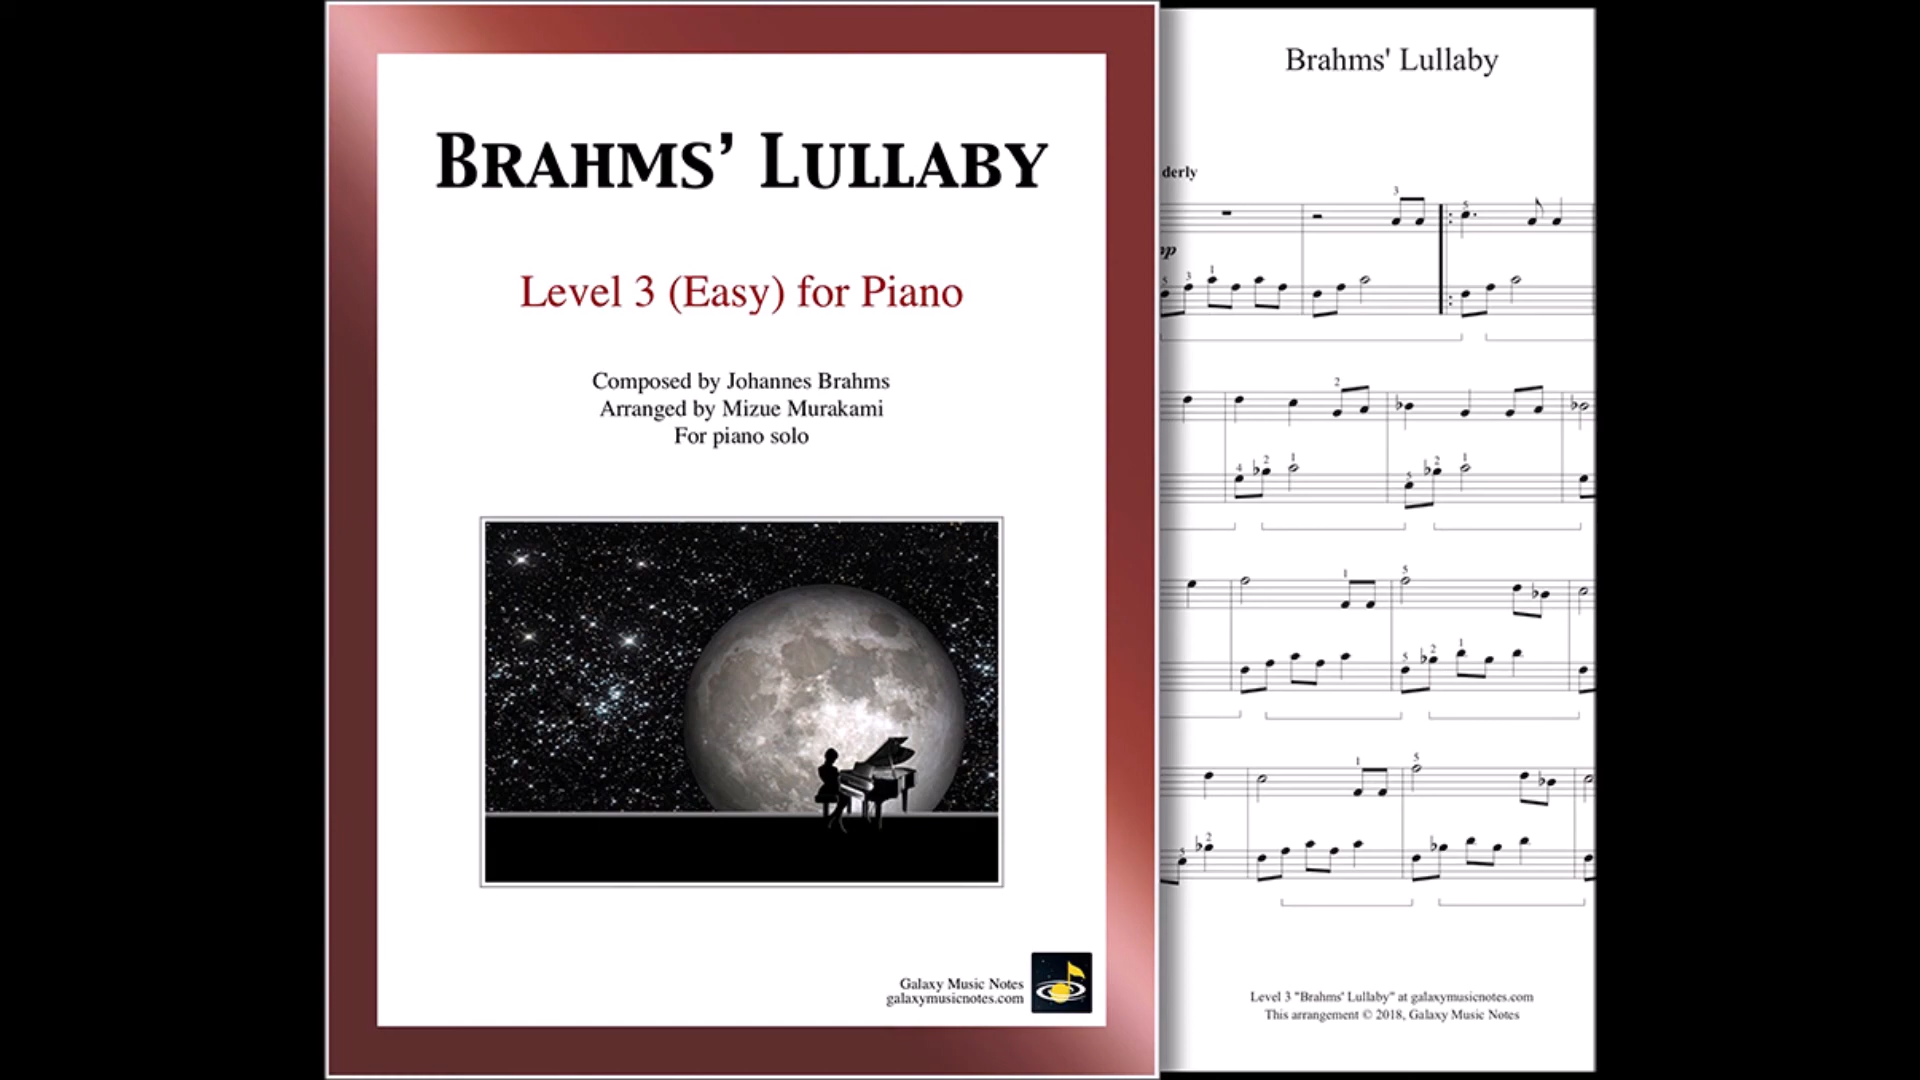 Brahms’ Lullaby
Level 3 (Easy) for Piano
Composed by Johannes Brahms
Arranged by Mizue Murakami
For piano solo
Galaxy Music Notes
galaxymusicnotes.com
Brahms' Lullaby
derly
Level 3 "Brahms' Lullaby" at galaxymusicnotes.com
This arrangement © 2018, Galaxy Music Notes